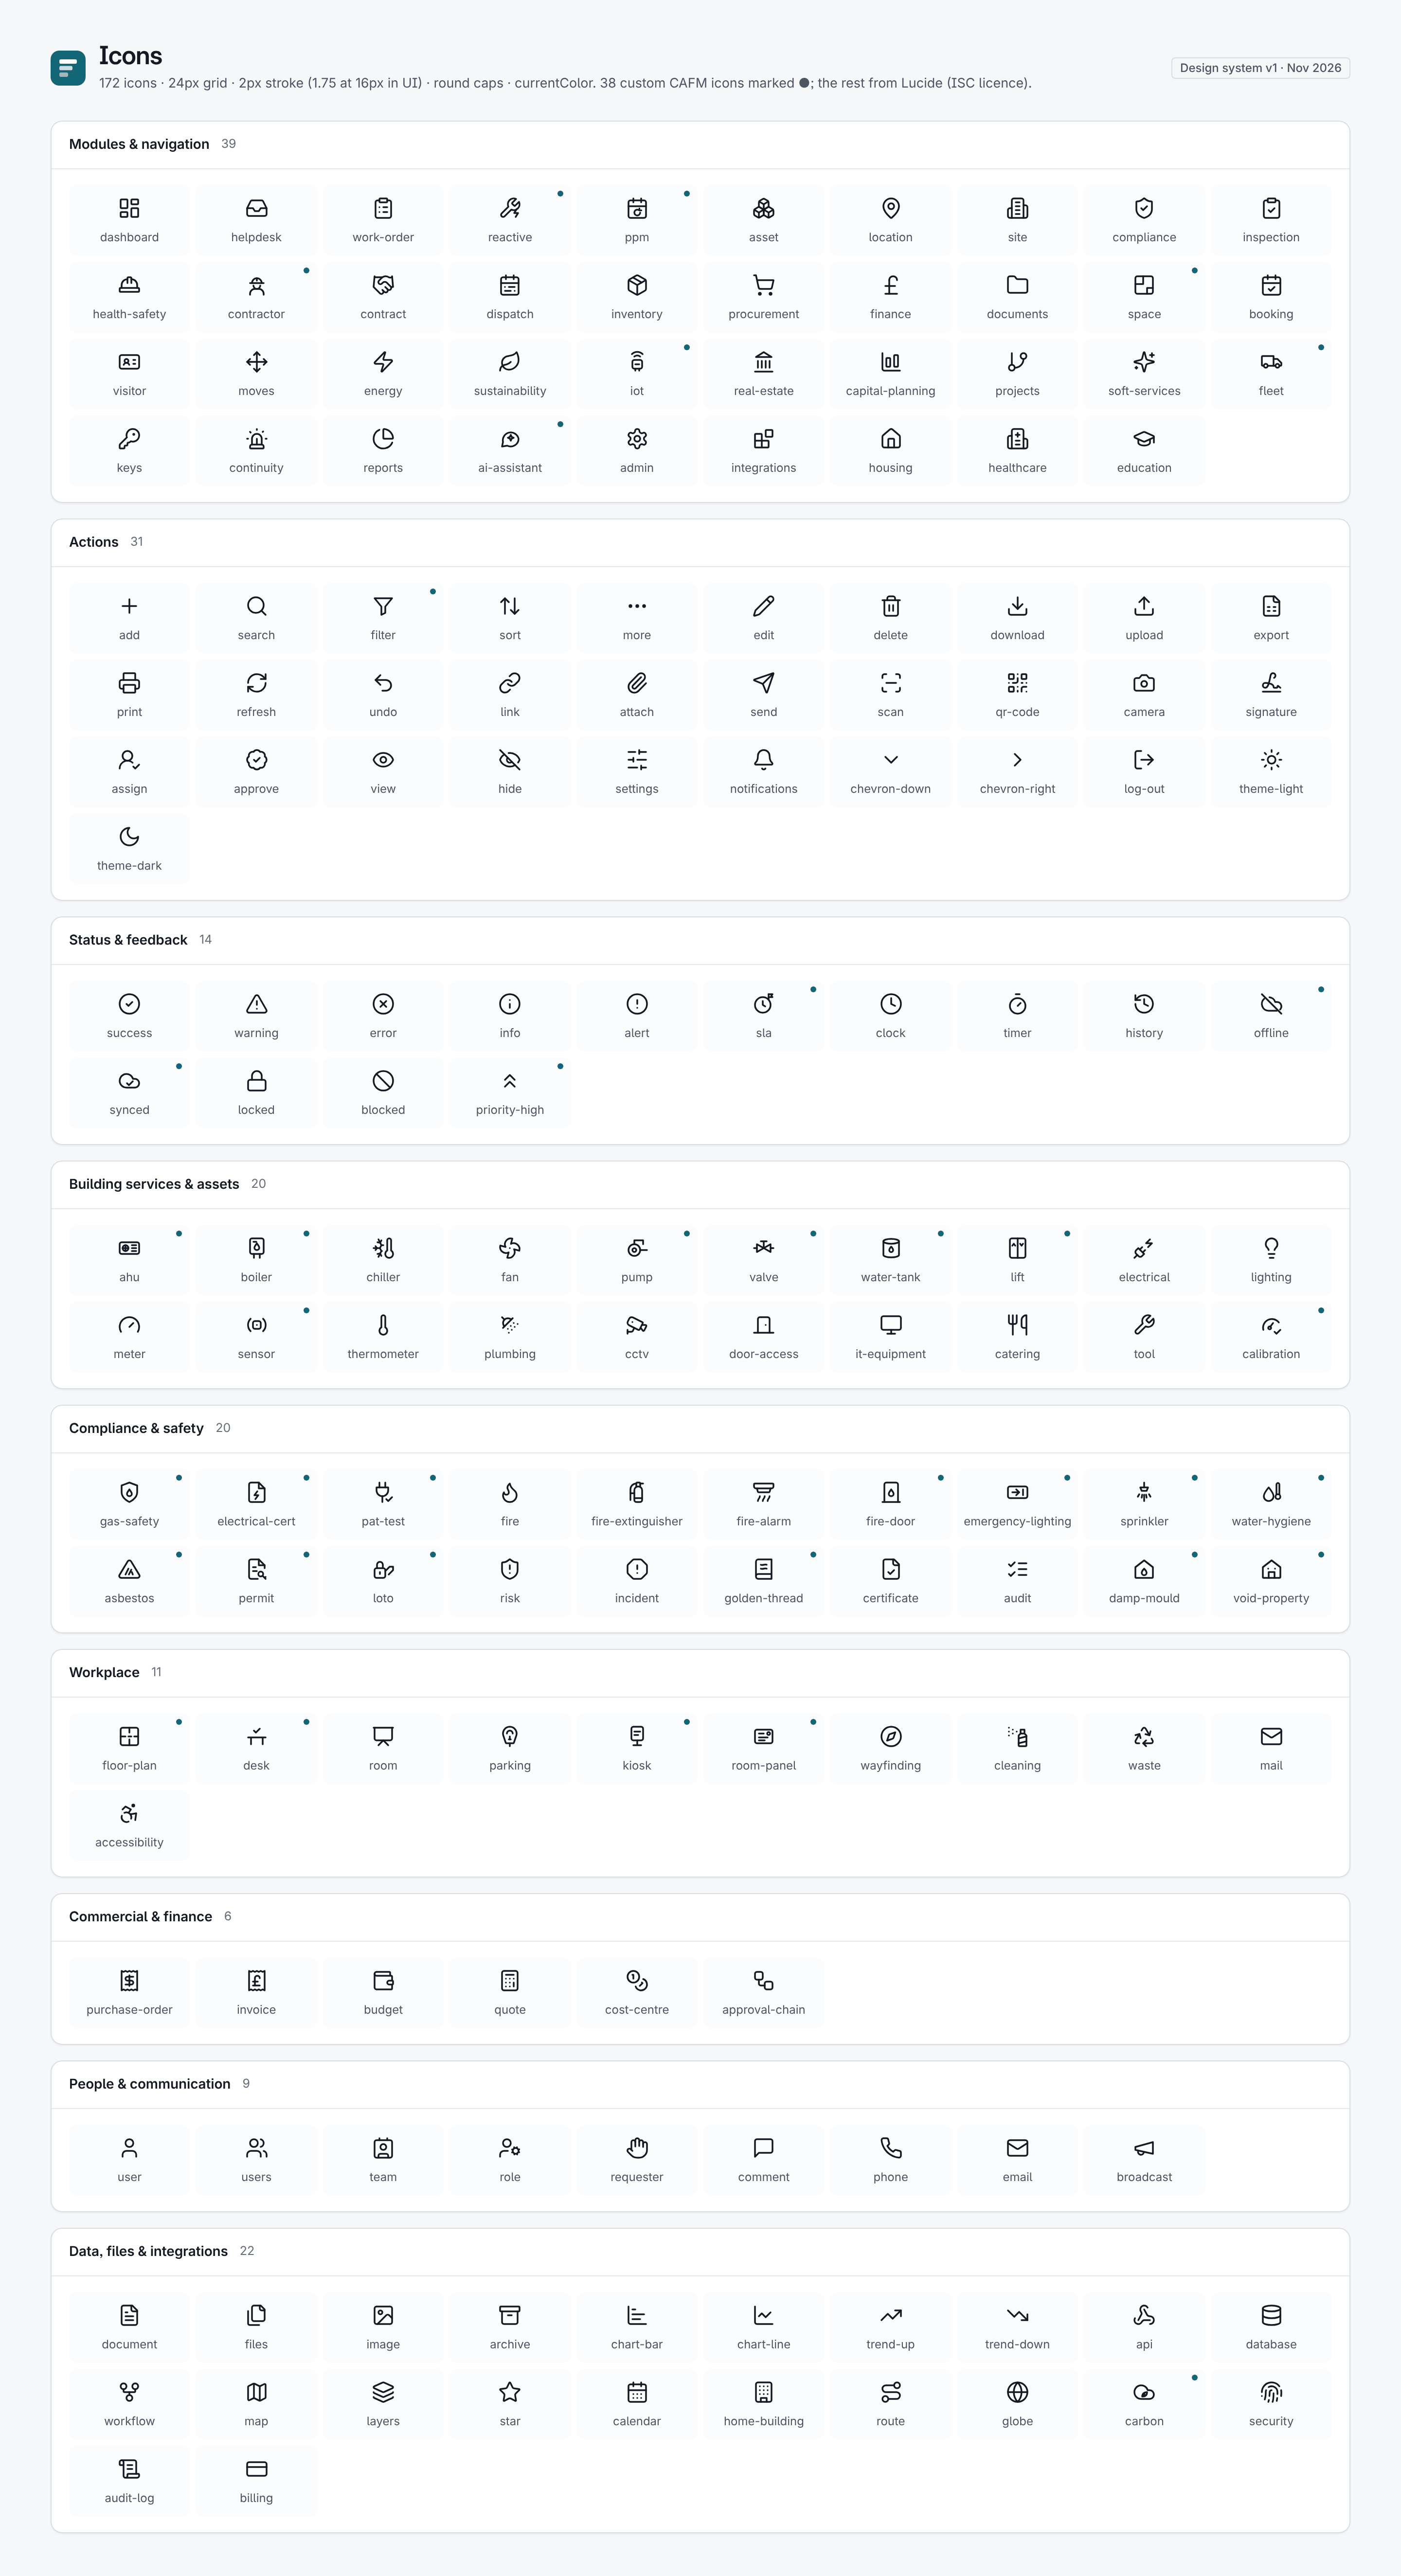 Icons
172 icons · 24px grid · 2px stroke (1.75 at 16px in UI) · round caps · currentColor. 38 custom CAFM icons marked ●; the rest from Lucide (ISC licence).
Design system v1 · Nov 2026
Modules & navigation 39
dashboard helpdesk work-order reactive ppm asset location site compliance inspection
health-safety contractor contract dispatch inventory procurement finance documents space booking
visitor moves energy sustainability iot real-estate capital-planning projects soft-services fleet
keys continuity reports ai-assistant admin integrations housing healthcare education
Actions 31
add search filter sort more edit delete download upload export
print refresh undo link attach send scan qr-code camera signature
assign approve view hide settings notifications chevron-down chevron-right log-out theme-light
theme-dark
Status & feedback 14
success warning error info alert sla clock timer history offline
synced locked blocked priority-high
Building services & assets 20
ahu boiler chiller fan pump valve water-tank lift electrical lighting
meter sensor thermometer plumbing cctv door-access it-equipment catering tool calibration
Compliance & safety 20
gas-safety electrical-cert pat-test fire fire-extinguisher fire-alarm fire-door emergency-lighting sprinkler water-hygiene
asbestos permit loto risk incident golden-thread certificate audit damp-mould void-property
Workplace 11
floor-plan desk room parking kiosk room-panel wayfinding cleaning waste mail
accessibility
Commercial & finance 6
purchase-order invoice budget quote cost-centre approval-chain
People & communication 9
user users team role requester comment phone email broadcast
Data, files & integrations 22
document files image archive chart-bar chart-line trend-up trend-down api database
workflow map layers star calendar home-building route globe carbon security
audit-log billing